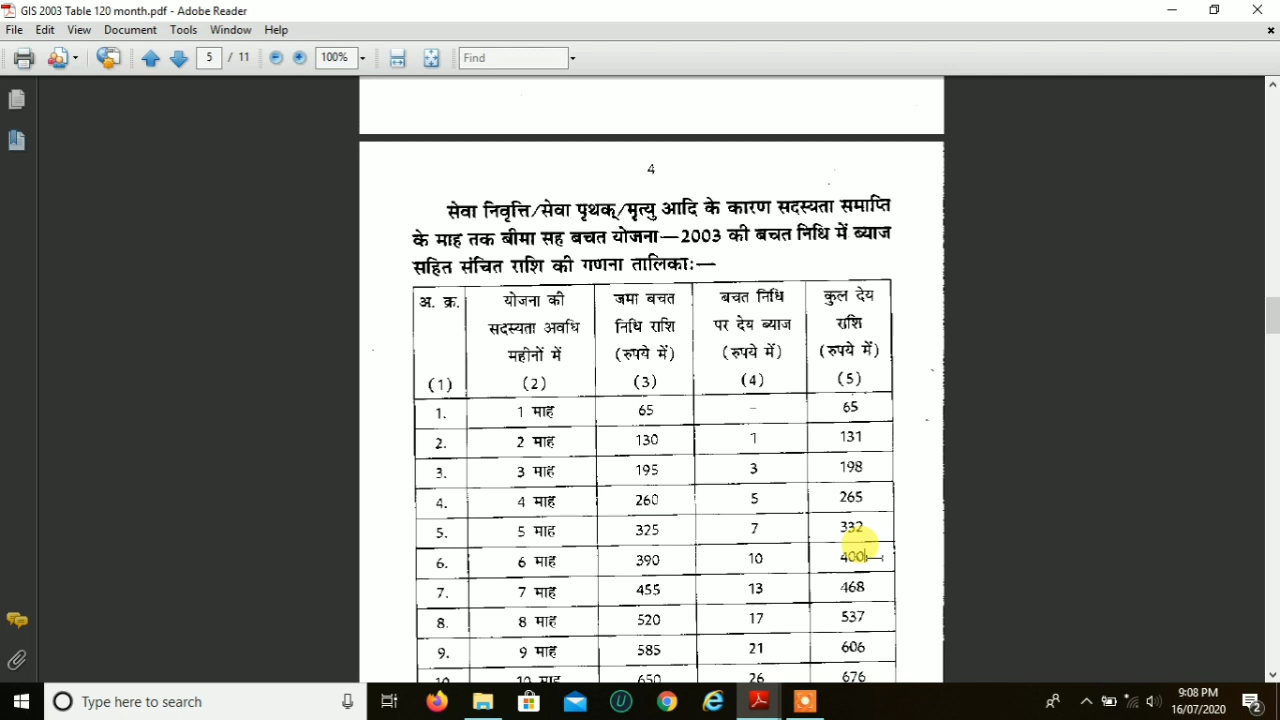 GIS 2003 Table 120 month.pdf - Adobe Reader
File Edit View Document Tools Window Help
5 / 11 100% Find
4
सेवा निवृत्ति/सेवा पृथक्/मृत्यु आदि के कारण सदस्यता समाप्ति
के माह तक बीमा सह बचत योजना—2003 की बचत निधि में ब्याज
सहित संचित राशि की गणना तालिकाः—
अ. क्र. योजना की जमा बचत बचत निधि कुल देय
सदस्यता अवधि निधि राशि पर देय ब्याज राशि
महीनों में (रुपये में) (रुपये में) (रुपये में)
(1) (2) (3) (4) (5)
1. 1 माह 65 – 65
2. 2 माह 130 1 131
3. 3 माह 195 3 198
4. 4 माह 260 5 265
5. 5 माह 325 7 332
6. 6 माह 390 10 400
7. 7 माह 455 13 468
8. 8 माह 520 17 537
9. 9 माह 585 21 606
10. 10 माह 650 26 676
Type here to search
9:08 PM
16/07/2020
2